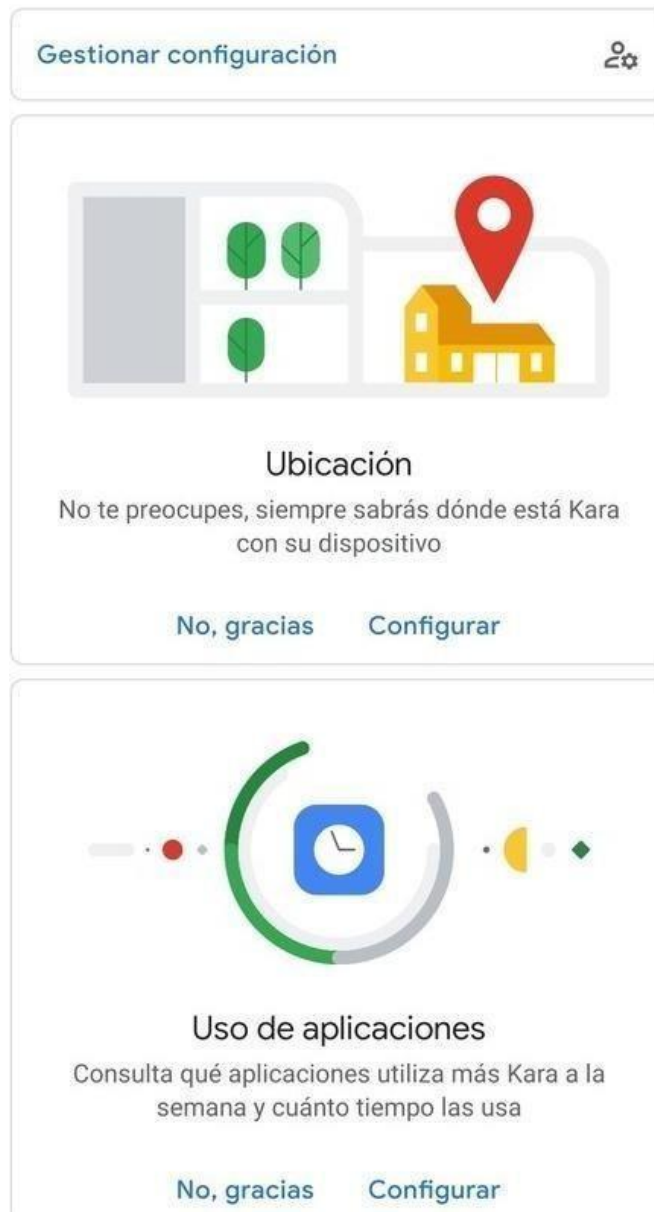 Gestionar configuración
Ubicación
No te preocupes, siempre sabrás dónde está Kara
con su dispositivo
No, gracias Configurar
Uso de aplicaciones
Consulta qué aplicaciones utiliza más Kara a la
semana y cuánto tiempo las usa
No, gracias Configurar